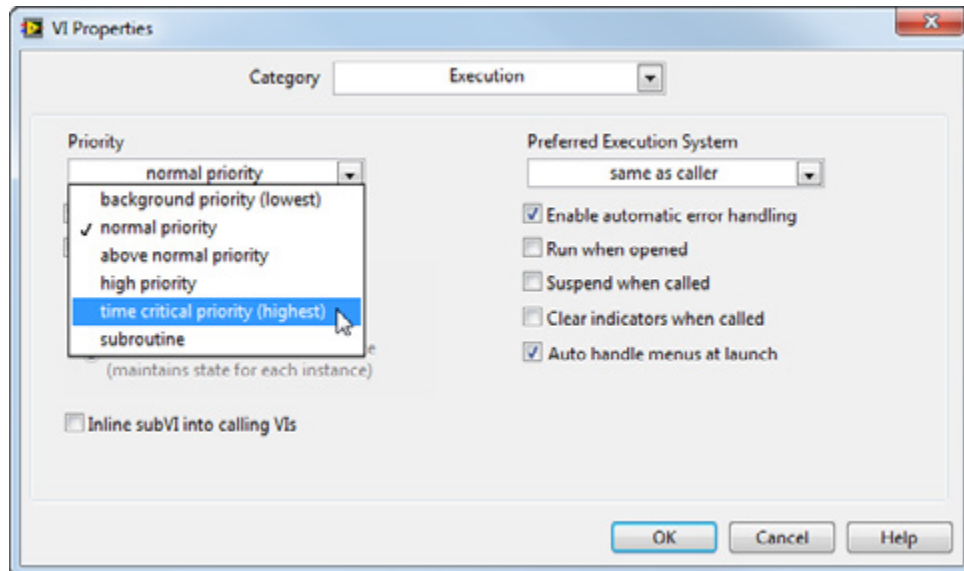 VI Properties
Category Execution
Priority
normal priority
background priority (lowest)
✓ normal priority
above normal priority
high priority
time critical priority (highest)
subroutine
(maintains state for each instance)
Inline subVI into calling VIs
Preferred Execution System
same as caller
Enable automatic error handling
Run when opened
Suspend when called
Clear indicators when called
Auto handle menus at launch
OK Cancel Help